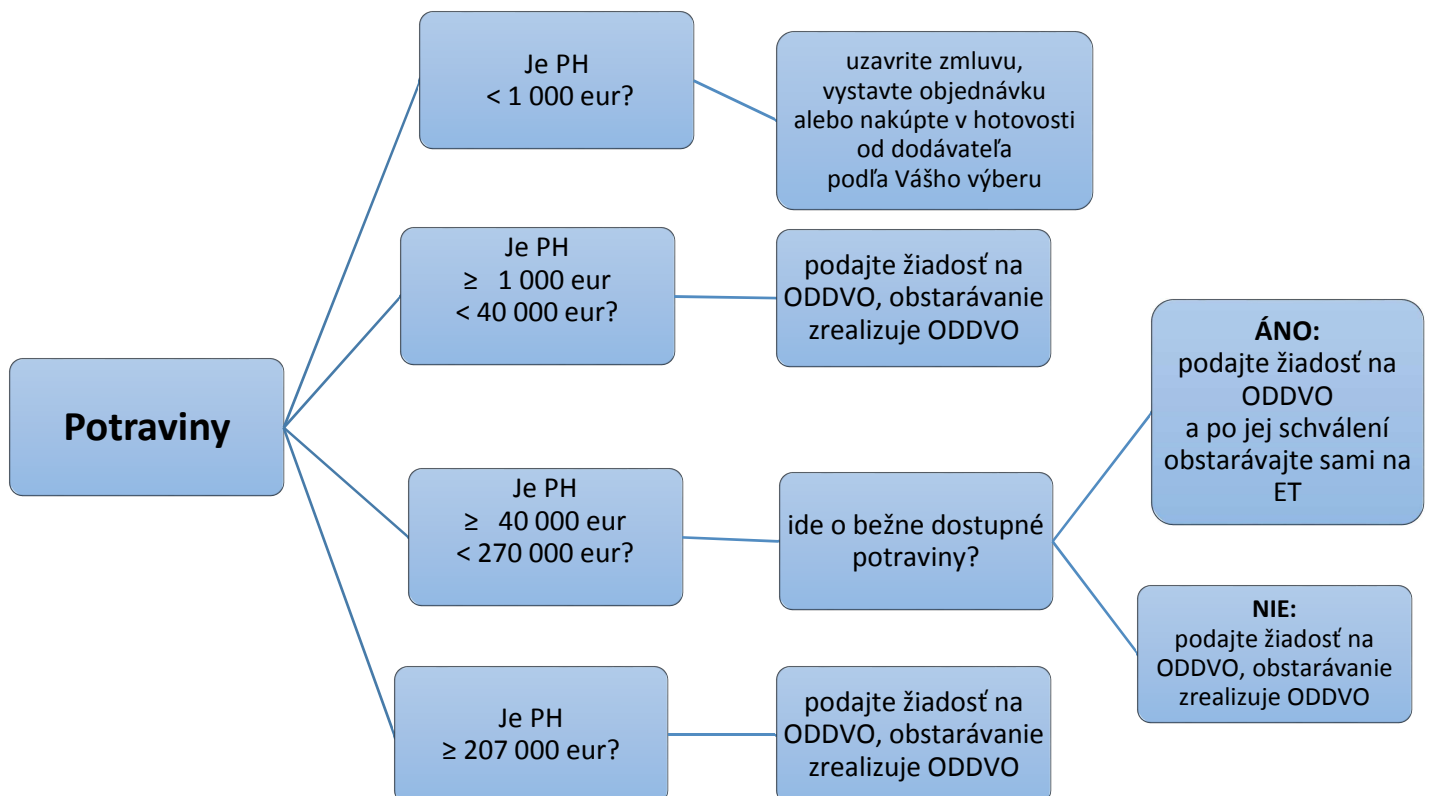 Potraviny
Je PH
< 1 000 eur?
uzavrite zmluvu,
vystavte objednávku
alebo nakúpte v hotovosti
od dodávateľa
podľa Vášho výberu
Je PH
≥ 1 000 eur
< 40 000 eur?
podajte žiadosť na
ODDVO, obstarávanie
zrealizuje ODDVO
Je PH
≥ 40 000 eur
< 270 000 eur?
ide o bežne dostupné
potraviny?
ÁNO:
podajte žiadosť na
ODDVO
a po jej schválení
obstarávajte sami na
ET
NIE:
podajte žiadosť na
ODDVO, obstarávanie
zrealizuje ODDVO
Je PH
≥ 207 000 eur?
podajte žiadosť na
ODDVO, obstarávanie
zrealizuje ODDVO